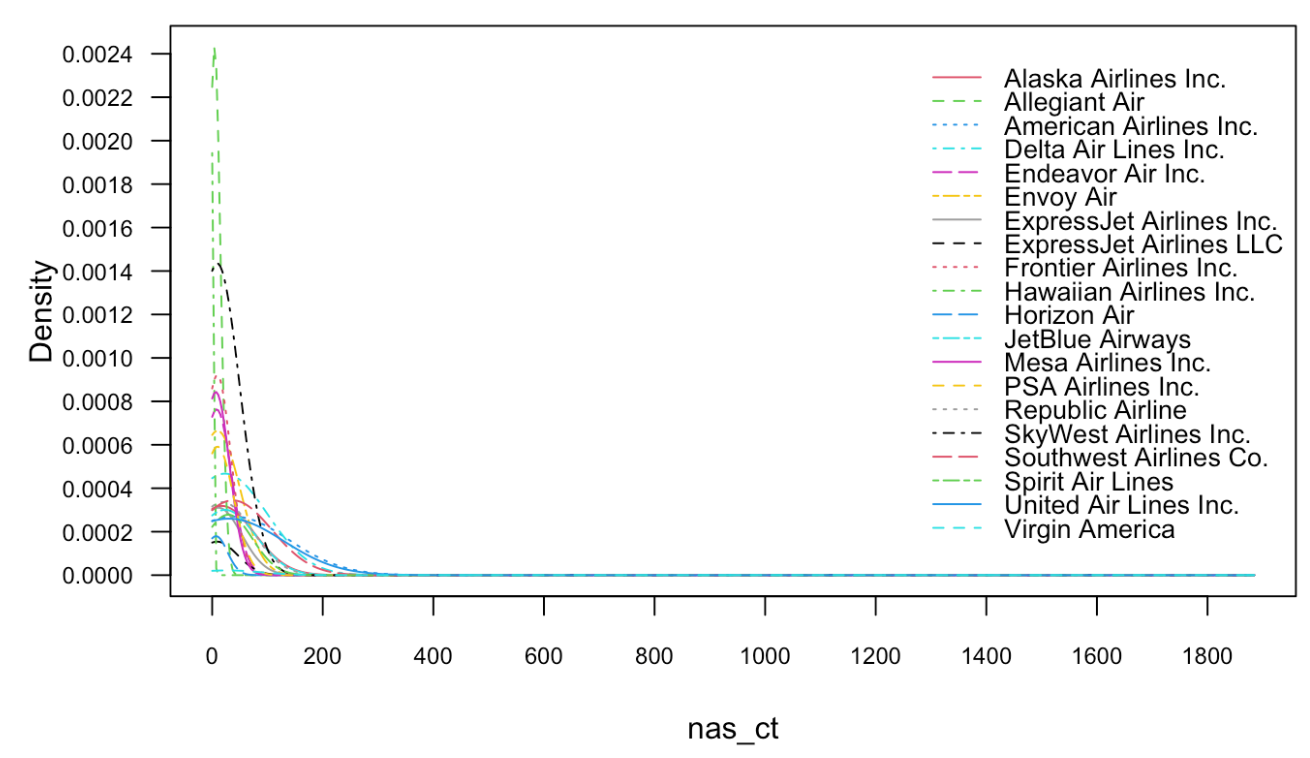 Density
0.0024
0.0022
0.0020
0.0018
0.0016
0.0014
0.0012
0.0010
0.0008
0.0006
0.0004
0.0002
0.0000
Alaska Airlines Inc.
Allegiant Air
American Airlines Inc.
Delta Air Lines Inc.
Endeavor Air Inc.
Envoy Air
ExpressJet Airlines Inc.
ExpressJet Airlines LLC
Frontier Airlines Inc.
Hawaiian Airlines Inc.
Horizon Air
JetBlue Airways
Mesa Airlines Inc.
PSA Airlines Inc.
Republic Airline
SkyWest Airlines Inc.
Southwest Airlines Co.
Spirit Air Lines
United Air Lines Inc.
Virgin America
0 200 400 600 800 1000 1200 1400 1600 1800
nas_ct